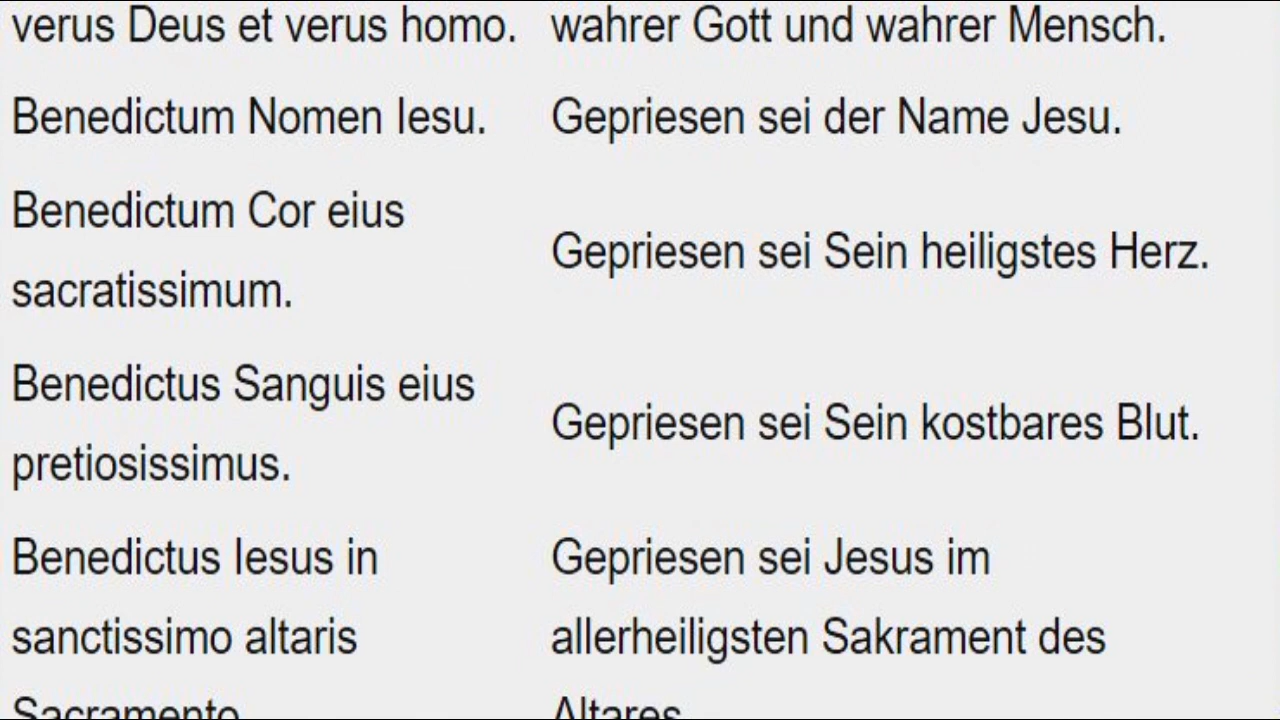 verus Deus et verus homo.
wahrer Gott und wahrer Mensch.
Benedictum Nomen Iesu.
Gepriesen sei der Name Jesu.
Benedictum Cor eius
sacratissimum.
Gepriesen sei Sein heiligstes Herz.
Benedictus Sanguis eius
pretiosissimus.
Gepriesen sei Sein kostbares Blut.
Benedictus Iesus in
sanctissimo altaris
Sacramento
Gepriesen sei Jesus im
allerheiligsten Sakrament des
Altares